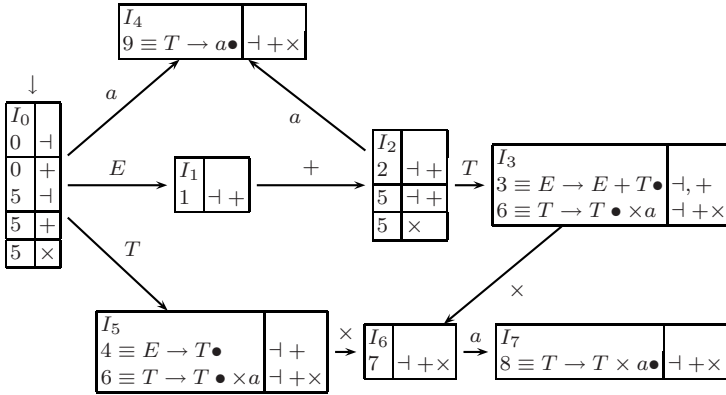 I₄
9 ≡ T → a● ⊣ +×
↓
a
a
I₀
0 ⊣
0 +
5 ⊣
5 +
5 ×
E
I₁
1 ⊣ +
+
I₂
2 ⊣ +
5 ⊣ +
5 ×
T
I₃
3 ≡ E → E + T● ⊣, +
6 ≡ T → T ● ×a ⊣ +×
T
×
I₅
4 ≡ E → T● ⊣ +
6 ≡ T → T ● ×a ⊣ +×
×
I₆
7 ⊣ +×
a
I₇
8 ≡ T → T × a● ⊣ +×